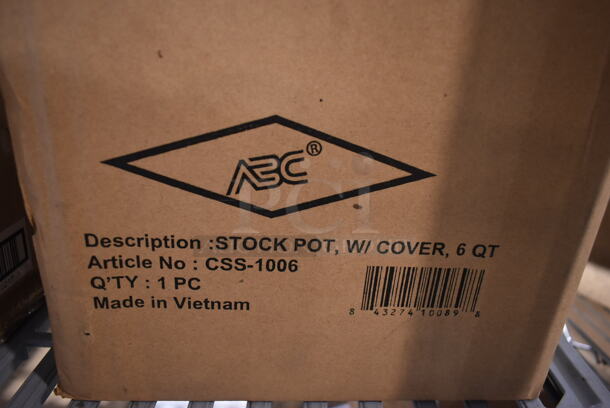 ABC®
PCI
Description :STOCK POT, W/ COVER, 6 QT
Article No : CSS-1006
Q'TY : 1 PC
Made in Vietnam
8 43274 10089 8